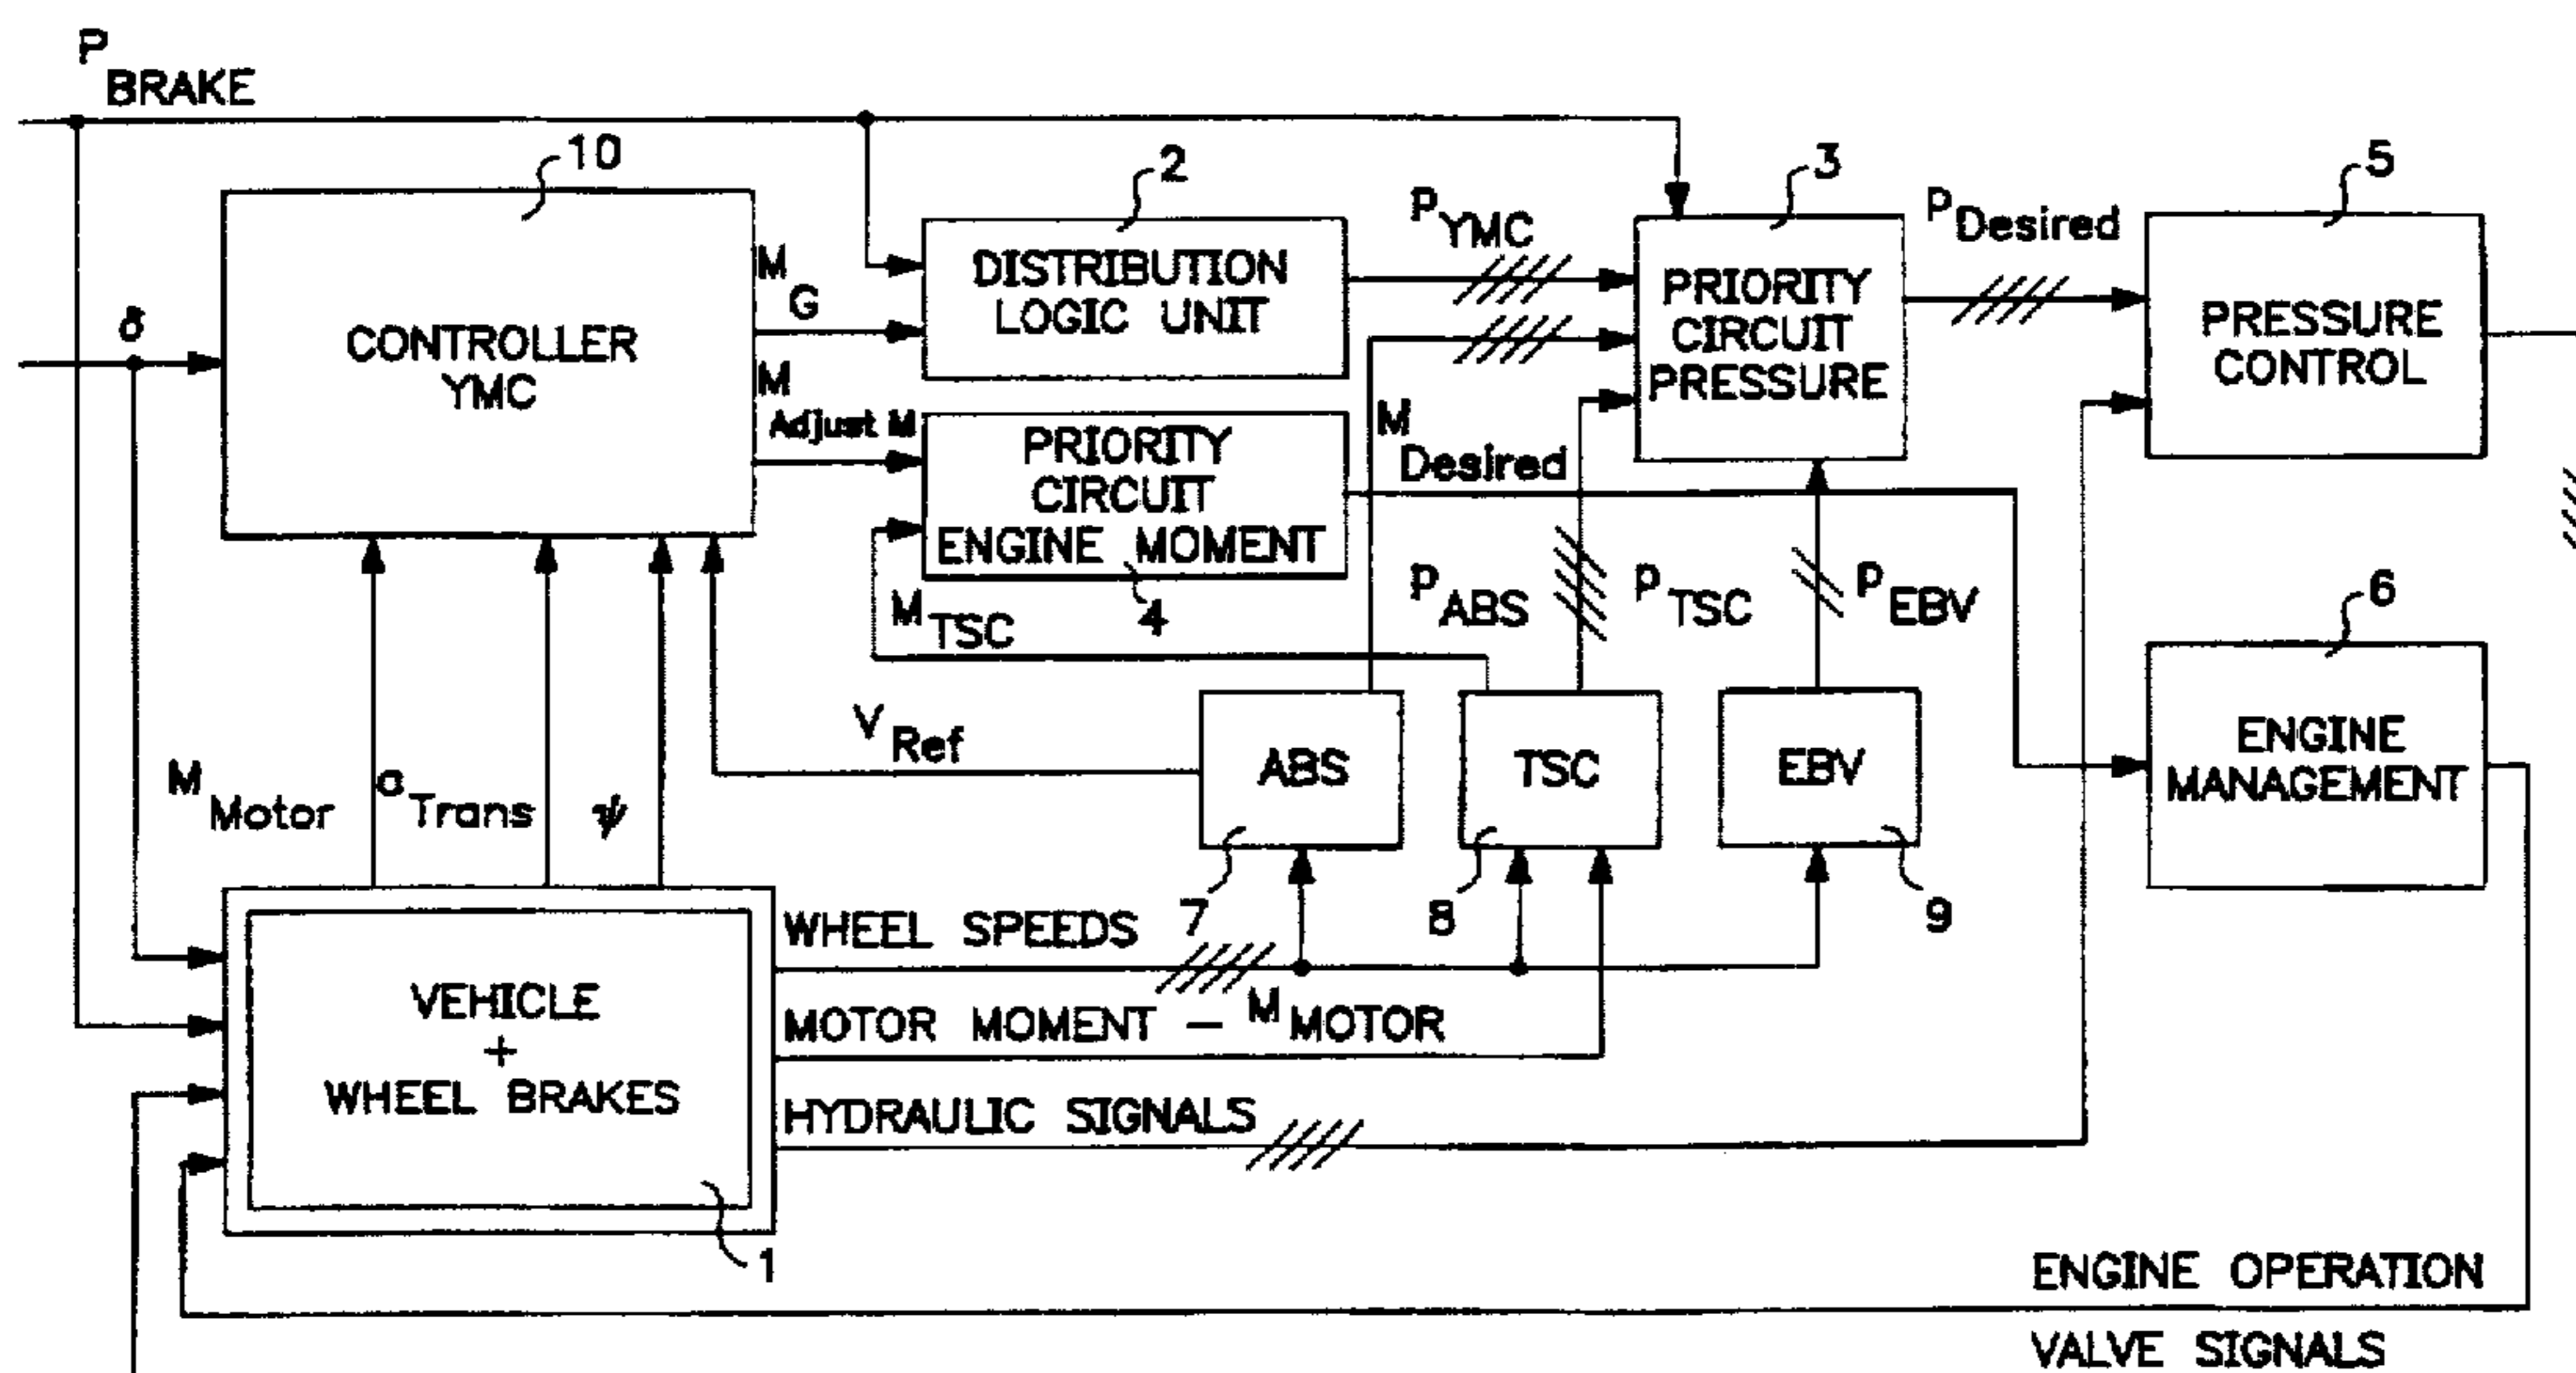 P BRAKE
10
2
3
5
δ
CONTROLLER
YMC
M G
M Adjust M
DISTRIBUTION
LOGIC UNIT
P YMC
PRIORITY
CIRCUIT
PRESSURE
P Desired
PRESSURE
CONTROL
PRIORITY
CIRCUIT
ENGINE MOMENT
4
M Desired
M TSC
P ABS
P TSC
P EBV
6
V Ref
ABS
TSC
EBV
ENGINE
MANAGEMENT
M Motor
a Trans
ψ
7
8
9
WHEEL SPEEDS
MOTOR MOMENT – M MOTOR
HYDRAULIC SIGNALS
VEHICLE
+
WHEEL BRAKES
1
ENGINE OPERATION
VALVE SIGNALS